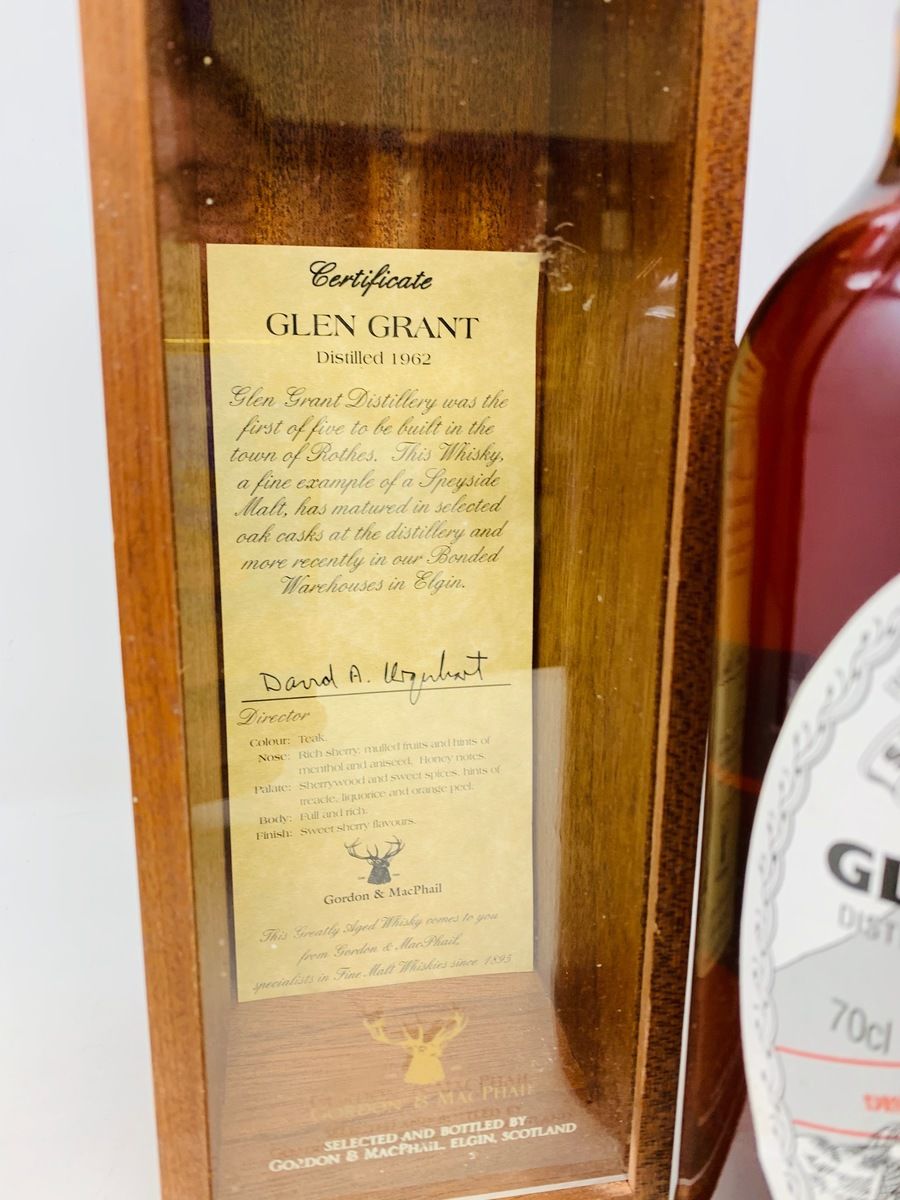 Certificate
GLEN GRANT
Distilled 1962
Glen Grant Distillery was the
first of five to be built in the
town of Rothes. This Whisky,
a fine example of a Speyside
Malt, has matured in selected
oak casks at the distillery and
more recently in our Bonded
Warehouses in Elgin.
David A. Urquhart
Director
Colour: Teak.
Nose: Rich sherry, mulled fruits and hints of
menthol and aniseed. Honey notes.
Palate: Sherrywood and sweet spices, hints of
treacle, liquorice and orange peel.
Body: Full and rich.
Finish: Sweet sherry flavours.
Gordon & MacPhail
This Greatly Aged Whisky comes to you
from Gordon & MacPhail,
specialists in Fine Malt Whiskies since 1895
GORDON & MACPHAIL
SELECTED AND BOTTLED BY
GORDON & MACPHAIL, ELGIN, SCOTLAND
GL
DIST
70cl